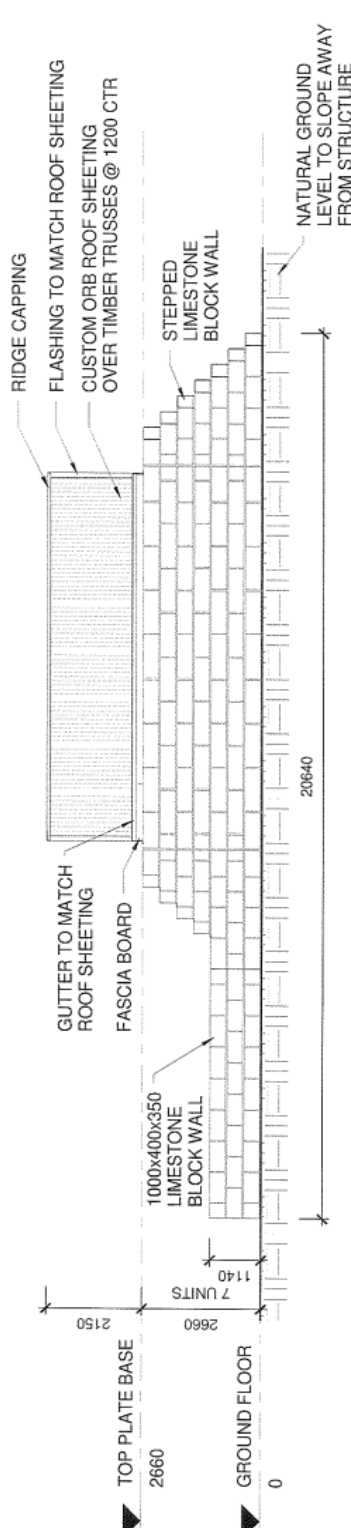 RIDGE CAPPING
FLASHING TO MATCH ROOF SHEETING
CUSTOM ORB ROOF SHEETING
OVER TIMBER TRUSSES @ 1200 CTR
GUTTER TO MATCH
ROOF SHEETING
FASCIA BOARD
STEPPED
LIMESTONE
BLOCK WALL
1000x400x350
LIMESTONE
BLOCK WALL
NATURAL GROUND
LEVEL TO SLOPE AWAY
FROM STRUCTURE
2150
TOP PLATE BASE
2660
7 UNITS
2660
1140
GROUND FLOOR
0
20640